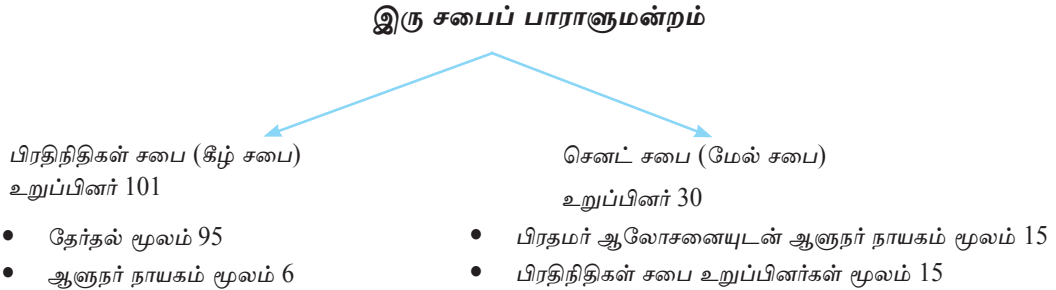 இரு சபைப் பாராளுமன்றம்
பிரதிநிதிகள் சபை (கீழ் சபை)
உறுப்பினர் 101
• தேர்தல் மூலம் 95
• ஆளுநர் நாயகம் மூலம் 6
செனட் சபை (மேல் சபை)
உறுப்பினர் 30
• பிரதமர் ஆலோசனையுடன் ஆளுநர் நாயகம் மூலம் 15
• பிரதிநிதிகள் சபை உறுப்பினர்கள் மூலம் 15